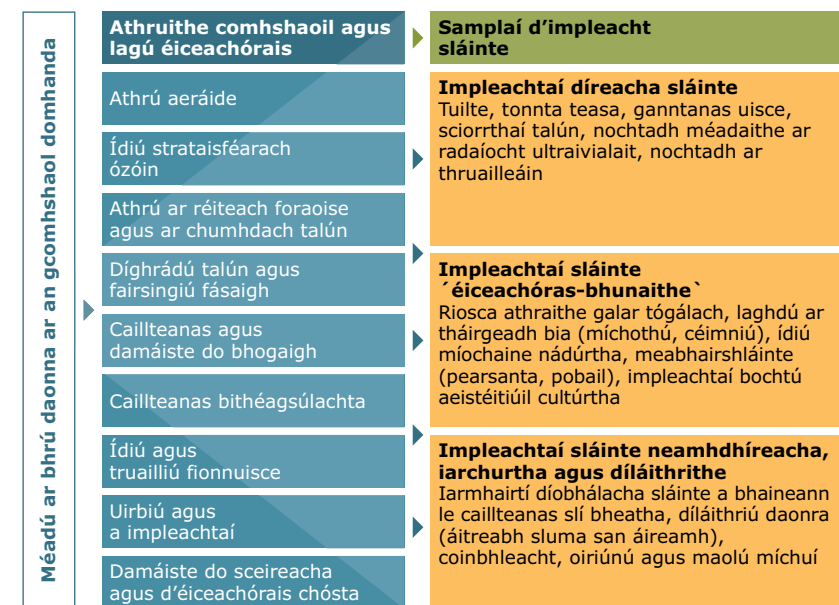 Méadú ar bhrú daonna ar an gcomhshaol domhanda
Athruithe comhshaoil agus
lagú éiceachórais
Athrú aeráide
Ídiú strataisféarach
ózóin
Athrú ar réiteach foraoise
agus ar chumhdach talún
Díghrádú talún agus
fairsingiú fásaigh
Caillteanas agus
damáiste do bhogaigh
Caillteanas bithéagsúlachta
Ídiú agus
truailliú fionnuisce
Uirbiú agus
a impleachtaí
Damáiste do sceireacha
agus d'éiceachórais chósta
Samplaí d'impleacht
sláinte
Impleachtaí díreacha sláinte
Tuilte, tonnta teasa, ganntanas uisce,
sciorrthaí talún, nochtadh méadaithe ar
radaíocht ultraivialait, nochtadh ar
thruailleáin
Impleachtaí sláinte
´éiceachóras-bhunaithe`
Riosca athraithe galar tógálach, laghdú ar
tháirgeadh bia (míchothú, céimniú), ídiú
míochaine nádúrtha, meabhairshláinte
(pearsanta, pobail), impleachtaí bochtú
aeistéitiúil cultúrtha
Impleachtaí sláinte neamhdhíreacha,
iarchurtha agus díláithrithe
Iarmhairtí díobhálacha sláinte a bhaineann
le caillteanas slí bheatha, díláithriú daonra
(áitreabh sluma san áireamh),
coinbhleacht, oiriúnú agus maolú míchuí